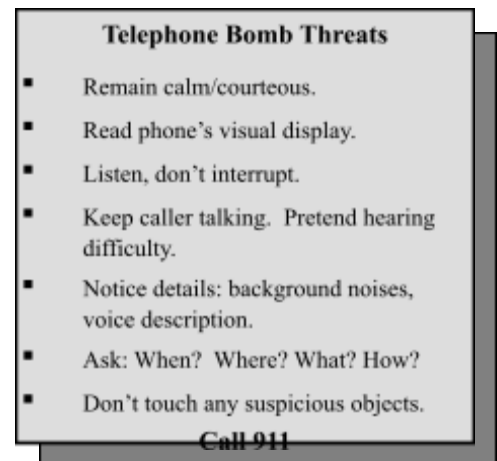 Telephone Bomb Threats
▪ Remain calm/courteous.
▪ Read phone’s visual display.
▪ Listen, don’t interrupt.
▪ Keep caller talking.  Pretend hearing
difficulty.
▪ Notice details: background noises,
voice description.
▪ Ask: When?  Where? What? How?
▪ Don’t touch any suspicious objects.
Call 911